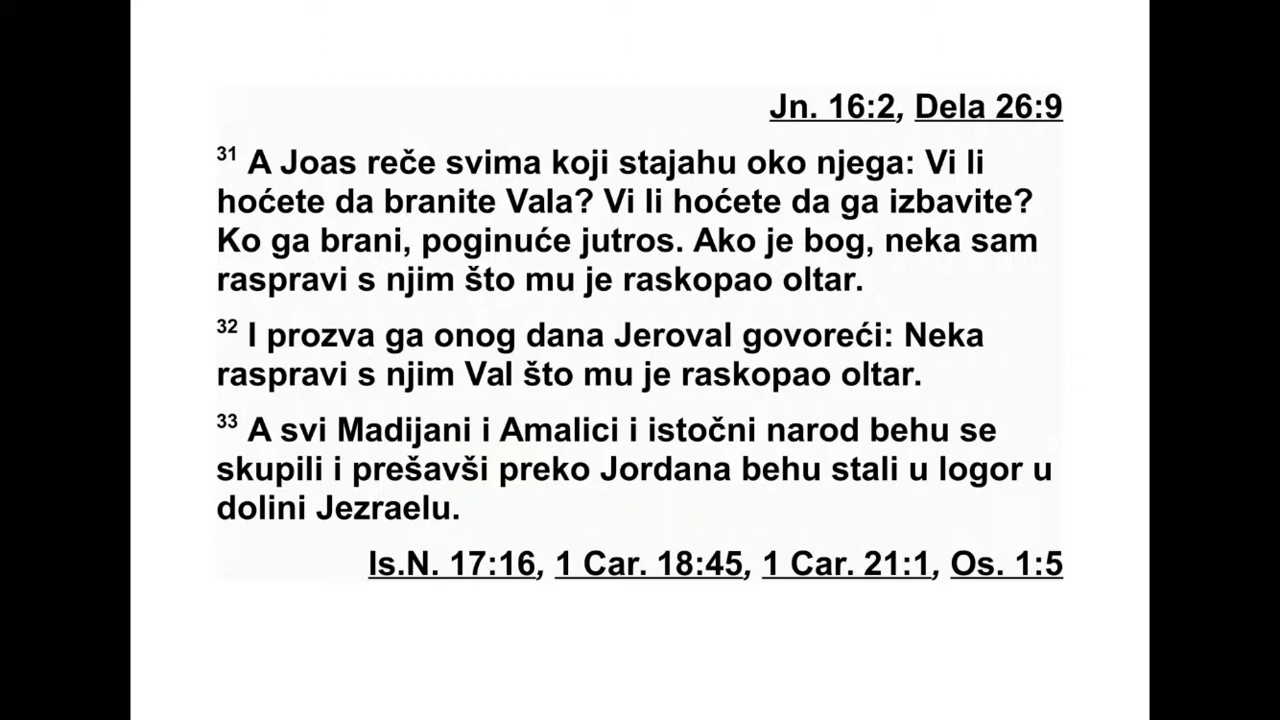 Jn. 16:2, Dela 26:9
31 A Joas reče svima koji stajahu oko njega: Vi li
hoćete da branite Vala? Vi li hoćete da ga izbavite?
Ko ga brani, poginuće jutros. Ako je bog, neka sam
raspravi s njim što mu je raskopao oltar.
32 I prozva ga onog dana Jeroval govoreći: Neka
raspravi s njim Val što mu je raskopao oltar.
33 A svi Madijani i Amalici i istočni narod behu se
skupili i prešavši preko Jordana behu stali u logor u
dolini Jezraelu.
Is.N. 17:16, 1 Car. 18:45, 1 Car. 21:1, Os. 1:5